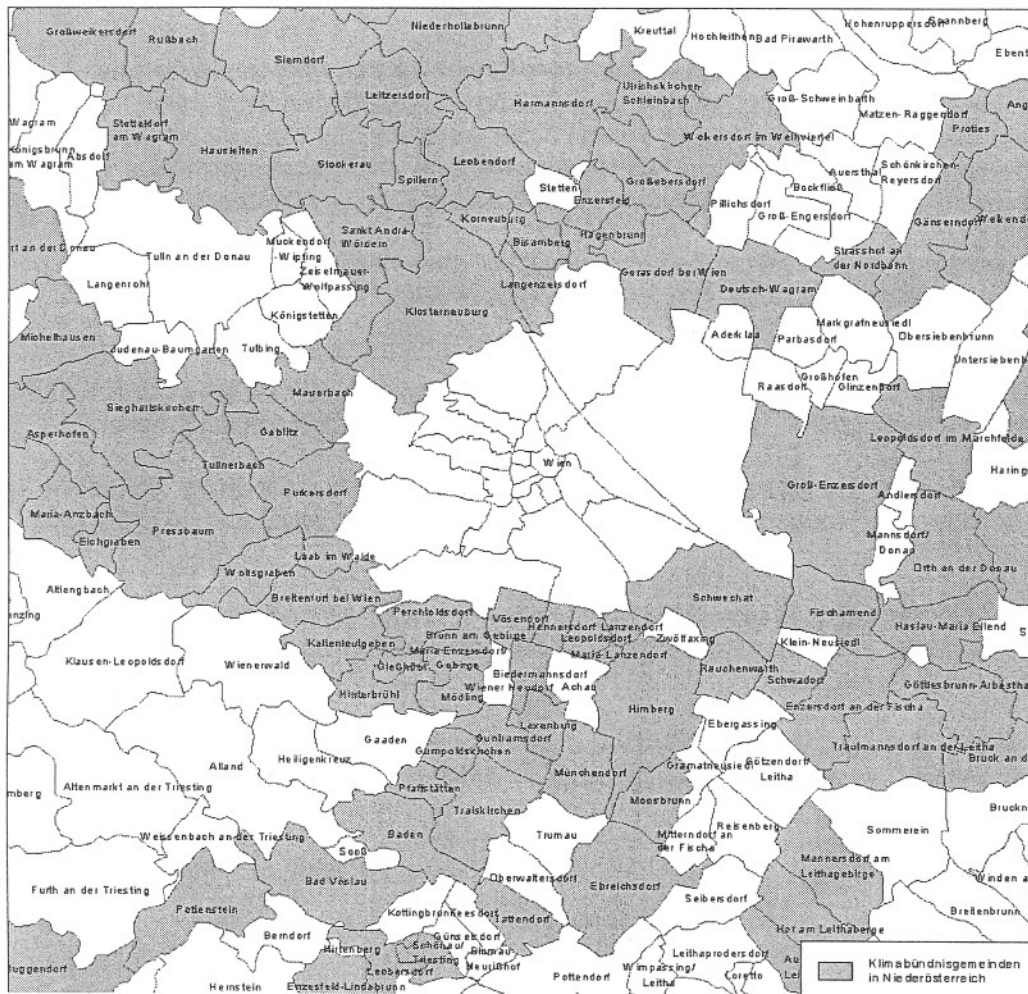 Großweikersdorf
Rußbach
Sierndorf
Niederhollabrunn
Kreuttal
Hochleithen
Bad Pirawarth
Hohenruppersdorf
Spannberg
Leitzersdorf
Harmannsdorf
Ulrichskirchen-
Schleinbach
Groß-Schweinbarth
Matzen-Raggendorf
Wagram
Königsbrunn
am Wagram
Absdorf
Stetteldorf
am Wagram
Hausleiten
Stockerau
Spillern
Leobendorf
Stetten
Enzersfeld
Großebersdorf
Wolkersdorf im Weinviertel
Prottes
Pillichsdorf
Bockfließ
Auersthal
Groß-Engersdorf
Schönkirchen-
Reyersdorf
Gänserndorf
Korneuburg
Bisamberg
Hagenbrunn
Sankt Andrä-
Wördern
Muckendorf
-Wipfing
Zeiselmauer-
Wolfpassing
Tulln an der Donau
Langenrohr
Königstetten
Klosterneuburg
Langenzersdorf
Gerasdorf bei Wien
Deutsch-Wagram
Strasshof an
der Nordbahn
Michelhausen
Judenau-Baumgarten
Tulbing
Aderklaa
Parbasdorf
Markgrafneusiedl
Obersiebenbrunn
Raasdorf
Großhofen
Glinzendorf
Mauerbach
Sieghartskirchen
Gablitz
Asperhofen
Tullnerbach
Purkersdorf
Wien
Leopoldsdorf im Marchfelde
Groß-Enzersdorf
Andlersdorf
Mannsdorf/
Donau
Maria-Anzbach
Eichgraben
Pressbaum
Laab im Walde
Wolfsgraben
Breitenfurt bei Wien
Orth an der Donau
Altlengbach
Schwechat
Fischamend
Haslau-Maria Ellend
Perchtoldsdorf
Vösendorf
Hennersdorf
Lanzendorf
Leopoldsdorf
Zwölfaxing
Klein-Neusiedl
Kaltenleutgeben
Brunn am Gebirge
Maria Enzersdorf/
Gebirge
Gießhübl
Maria-Lanzendorf
Rauchenwarth
Schwadorf
Klausen-Leopoldsdorf
Wienerwald
Hinterbrühl
Mödling
Biedermannsdorf
Wiener Neudorf
Achau
Himberg
Enzersdorf an der Fischa
Ebergassing
Gaaden
Guntramsdorf
Laxenburg
Gumpoldskirchen
Münchendorf
Gramatneusiedl
Götzendorf/
Leitha
Trautmannsdorf an der Leitha
Heiligenkreuz
Alland
Altenmarkt an der Triesting
Pfaffstätten
Traiskirchen
Moosbrunn
Weissenbach an der Triesting
Baden
Sooß
Trumau
Mitterndorf an
der Fischa
Reisenberg
Sommerein
Furth an der Triesting
Bad Vöslau
Pottenstein
Oberwaltersdorf
Ebreichsdorf
Seibersdorf
Mannersdorf am
Leithagebirge
Breitenbrunn
Kottingbrunn
Teesdorf
Tattendorf
Günselsdorf
Berndorf
Hirtenberg
Schönau/
Triesting
Blumau
Neurißhof
Hof am Leithaberge
Leobersdorf
Enzesfeld-Lindabrunn
Hernstein
Pottendorf
Wimpassing/
Leitha
Leithaprodersdorf
Loretto
Klimabündnisgemeinden
in Niederösterreich